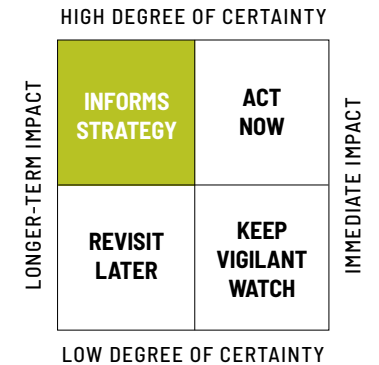 HIGH DEGREE OF CERTAINTY
LONGER-TERM IMPACT
INFORMS
STRATEGY
ACT
NOW
IMMEDIATE IMPACT
REVISIT
LATER
KEEP
VIGILANT
WATCH
LOW DEGREE OF CERTAINTY